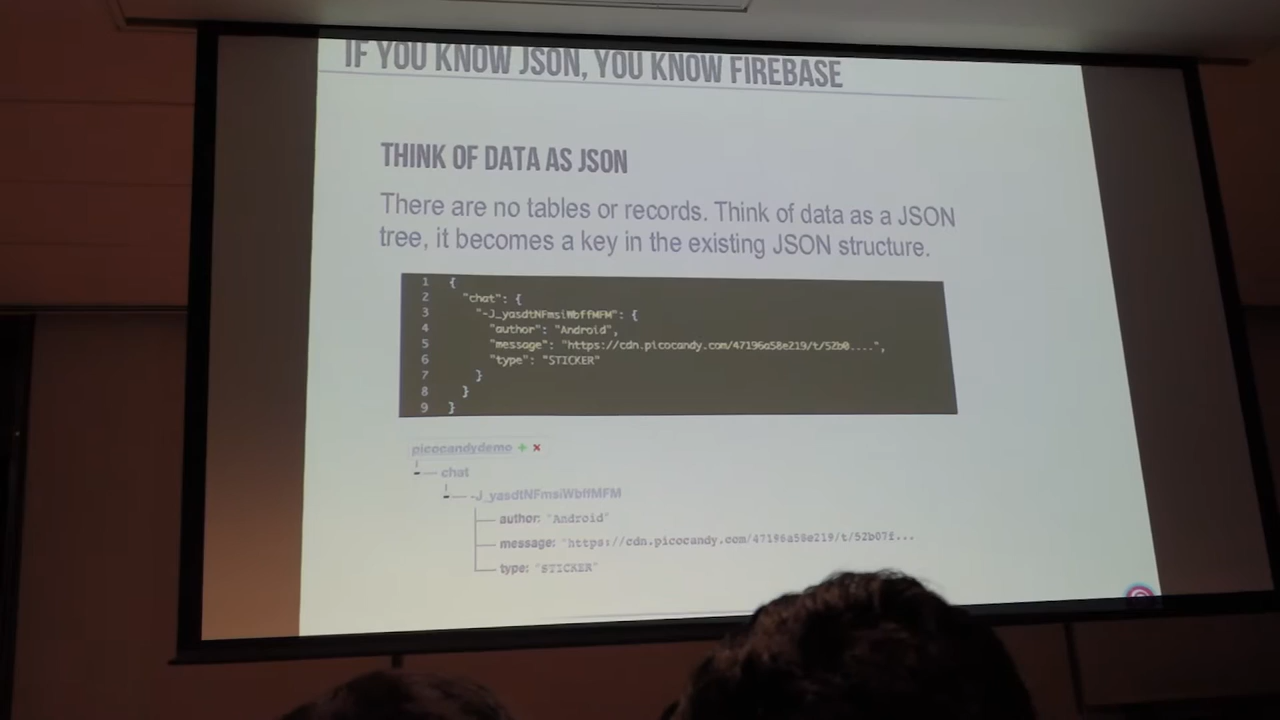 IF YOU KNOW JSON, YOU KNOW FIREBASE
THINK OF DATA AS JSON
There are no tables or records. Think of data as a JSON
tree, it becomes a key in the existing JSON structure.
1 {
2 "chat": {
3 "-J_yasdtNFmsiWbffMFM": {
4 "author": "Android",
5 "message": "https://cdn.picocandy.com/47196a58e219/t/52b0....",
6 "type": "STICKER"
7 }
8 }
9 }
picocandydemo + ×
chat
-J_yasdtNFmsiWbffMFM
author: "Android"
message: "https://cdn.picocandy.com/47196a58e219/t/52b07f...
type: "STICKER"